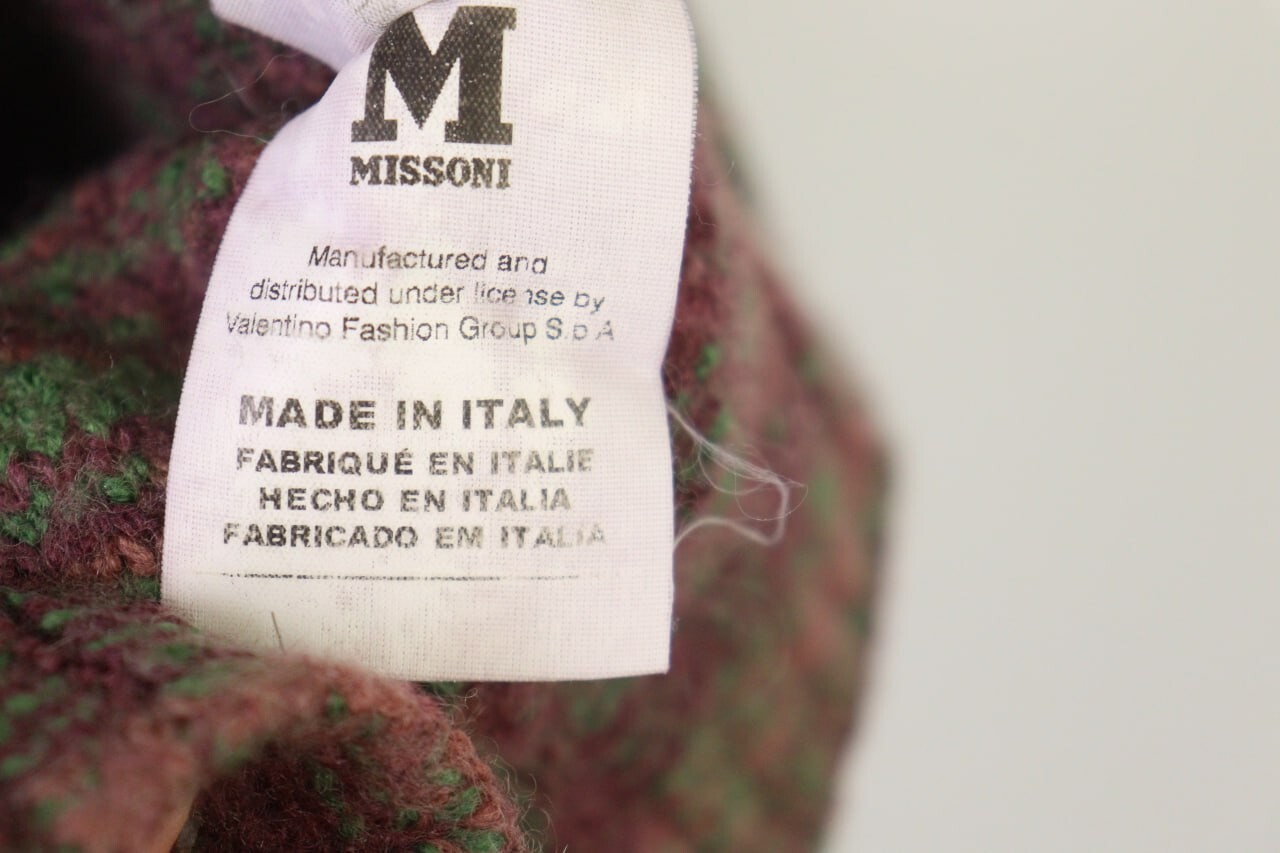 M
MISSONI
Manufactured and
distributed under license by
Valentino Fashion Group S.p.A
MADE IN ITALY
FABRIQUÉ EN ITALIE
HECHO EN ITALIA
FABRICADO EM ITALIA